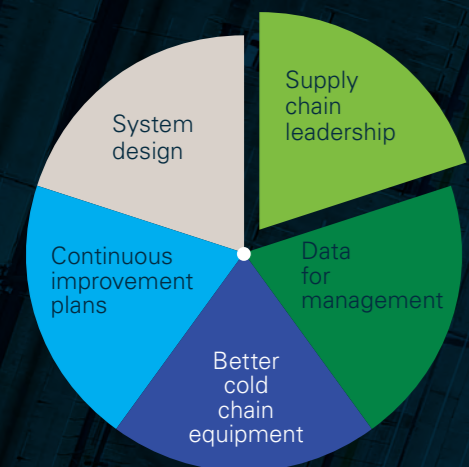 Supply
chain
leadership
Data
for
management
Better
cold
chain
equipment
Continuous
improvement
plans
System
design